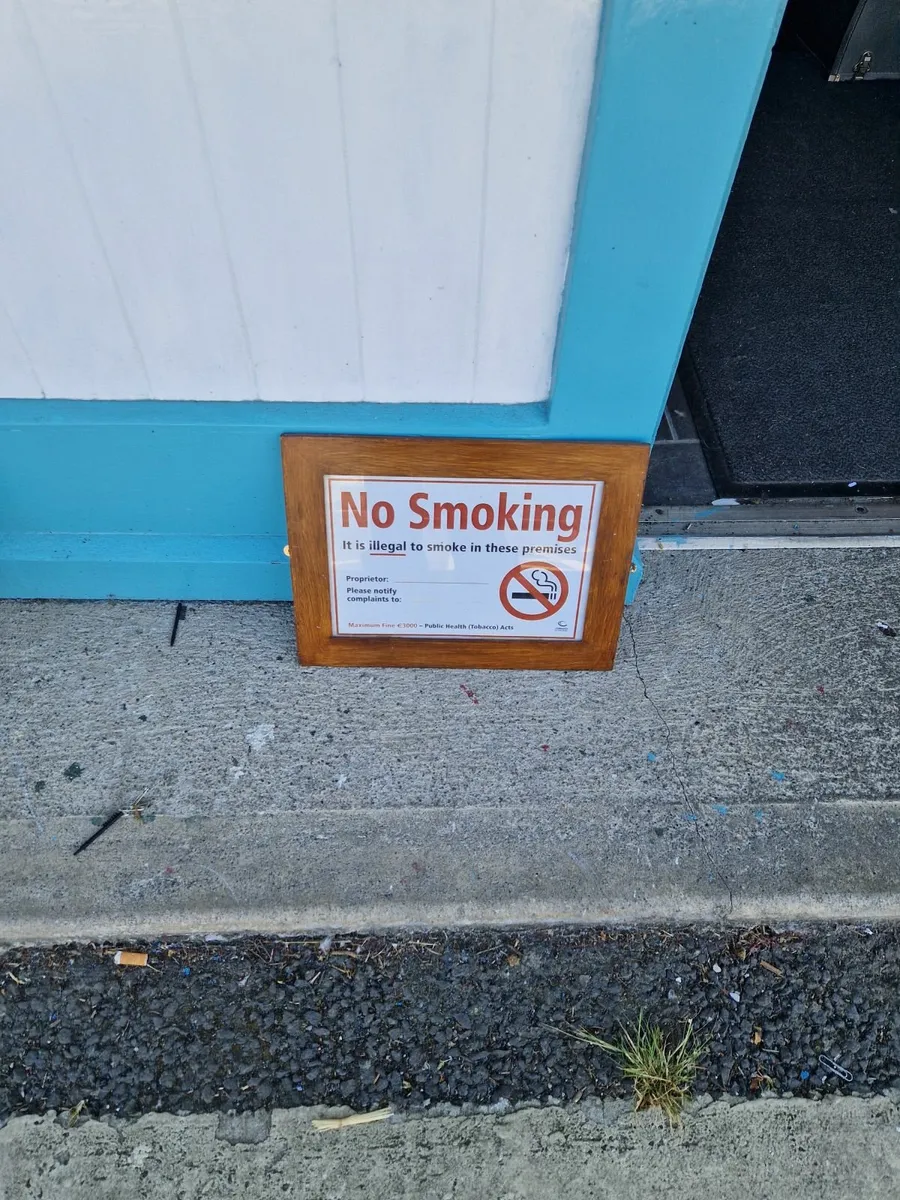 No Smoking
It is illegal to smoke in these premises
Proprietor:
Please notify
complaints to:
Maximum Fine €3000 – Public Health (Tobacco) Acts